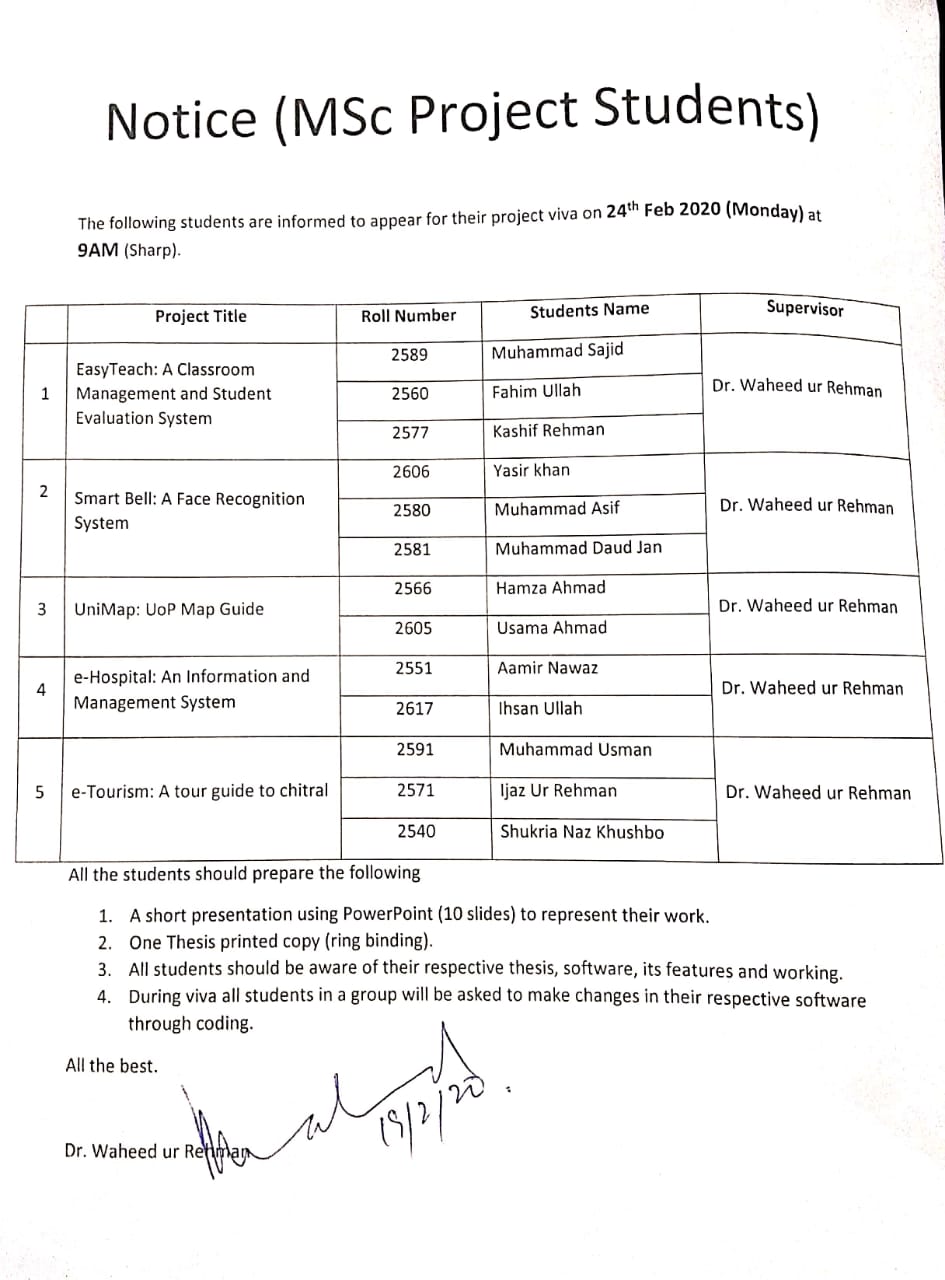 Notice (MSc Project Students)
The following students are informed to appear for their project viva on 24th Feb 2020 (Monday) at
9AM (Sharp).
Project Title Roll Number Students Name Supervisor
1 EasyTeach: A Classroom Management and Student Evaluation System 2589 Muhammad Sajid Dr. Waheed ur Rehman
2560 Fahim Ullah
2577 Kashif Rehman
2 Smart Bell: A Face Recognition System 2606 Yasir khan Dr. Waheed ur Rehman
2580 Muhammad Asif
2581 Muhammad Daud Jan
3 UniMap: UoP Map Guide 2566 Hamza Ahmad Dr. Waheed ur Rehman
2605 Usama Ahmad
4 e-Hospital: An Information and Management System 2551 Aamir Nawaz Dr. Waheed ur Rehman
2617 Ihsan Ullah
5 e-Tourism: A tour guide to chitral 2591 Muhammad Usman Dr. Waheed ur Rehman
2571 Ijaz Ur Rehman
2540 Shukria Naz Khushbo
All the students should prepare the following
1. A short presentation using PowerPoint (10 slides) to represent their work.
2. One Thesis printed copy (ring binding).
3. All students should be aware of their respective thesis, software, its features and working.
4. During viva all students in a group will be asked to make changes in their respective software
through coding.
All the best.
19/2/20
Dr. Waheed ur Rehman